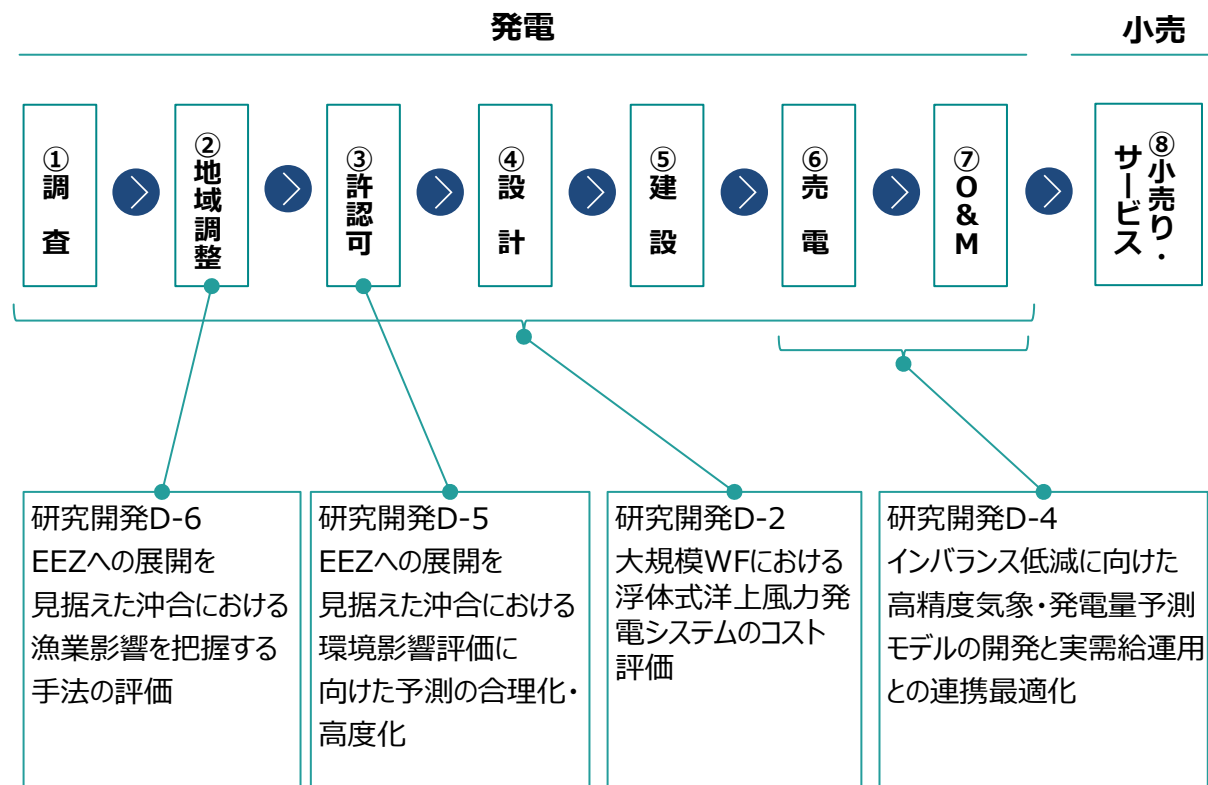 発電
小売
①調査
②地域調整
③許認可
④設計
⑤建設
⑥売電
⑦O&M
⑧小売り・
サービス
研究開発D-6
EEZへの展開を
見据えた沖合における
漁業影響を把握する
手法の評価
研究開発D-5
EEZへの展開を
見据えた沖合における
環境影響評価に
向けた予測の合理化・
高度化
研究開発D-2
大規模WFにおける
浮体式洋上風力発
電システムのコスト
評価
研究開発D-4
インバランス低減に向けた
高精度気象・発電量予測
モデルの開発と実需給運用
との連携最適化